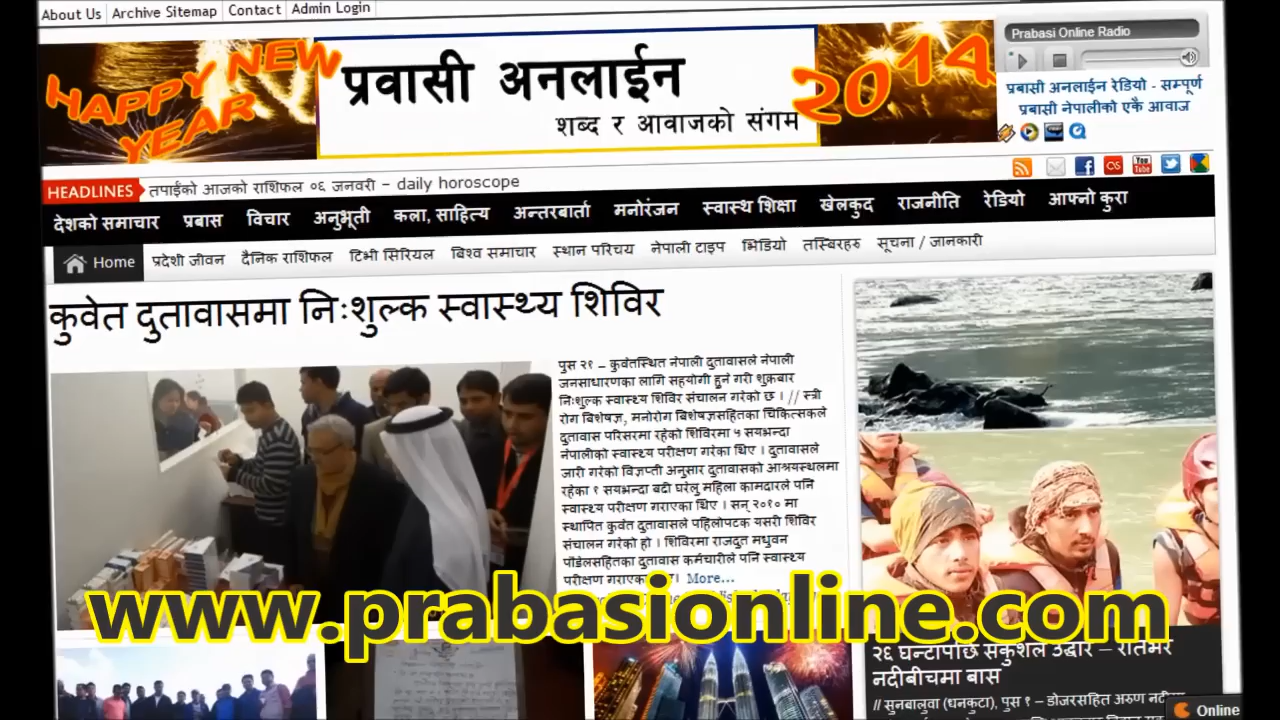 About Us Archive Sitemap Contact Admin Login
HAPPY NEW
YEAR
प्रवासी अनलाईन
शब्द र आवाजको संगम
2014
Prabasi Online Radio
प्रबासी अनलाईन रेडियो - सम्पूर्ण
प्रबासी नेपालीको एकै आवाज
HEADLINES तपाईंको आजको राशिफल ०६ जनवरी – daily horoscope
देशको समाचार प्रबास विचार अनुभूती कला, साहित्य अन्तरबार्ता मनोरंजन स्वास्थ शिक्षा खेलकुद राजनीति रेडियो आफ्नो कुरा
Home प्रदेशी जीवन दैनिक राशिफल टिभी सिरियल बिश्व समाचार स्थान परिचय नेपाली टाइप भिडियो तस्बिरहरु सूचना / जानकारी
कुवेत दुतावासमा निःशुल्क स्वास्थ्य शिविर
पुस २१ – कुवेतस्थित नेपाली दुतावासले नेपाली
जनसाधारणका लागि सहयोगी हुने गरी शुक्रबार
निःशुल्क स्वास्थ्य शिविर संचालन गरेको छ । // स्त्री
रोग बिशेषज्ञ, मनोरोग बिशेषज्ञसहितका चिकित्सकले
दुतावास परिसरमा रहेको शिविरमा ५ सयभन्दा
नेपालीको स्वास्थ्य परीक्षण गरेका थिए । दुतावासले
जारी गरेको विज्ञप्ती अनुसार दुतावासको आश्रयस्थलमा
रहेका १ सयभन्दा बढी घरेलु महिला कामदारले पनि
स्वास्थ्य परीक्षण गराएका थिए । सन् २०१० मा
स्थापित कुवेत दुतावासले पहिलोपटक यसरी शिविर
संचालन गरेको हो । शिविरमा राजदुत मधुवन
पौडेलसहितका दुतावास कर्मचारीले पनि स्वास्थ्य
परीक्षण More...
www.prabasionline.com
२६ घन्टापछि सकुशल उद्धार – रातभर
नदीबीचमा बास
// सुनबालुवा (धनकुटा), पुस १ – डोजरसहित अरुण
Online